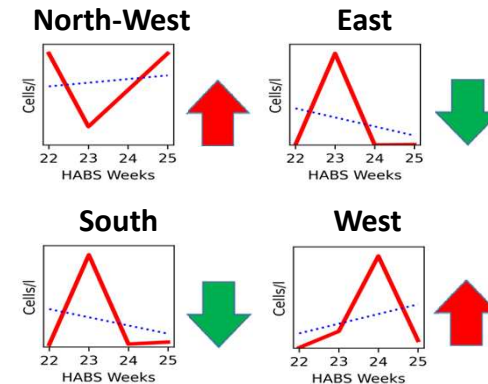 North-West
Cells/l
22 23 24 25
HABS Weeks
East
Cells/l
22 23 24 25
HABS Weeks
South
Cells/l
22 23 24 25
HABS Weeks
West
Cells/l
22 23 24 25
HABS Weeks